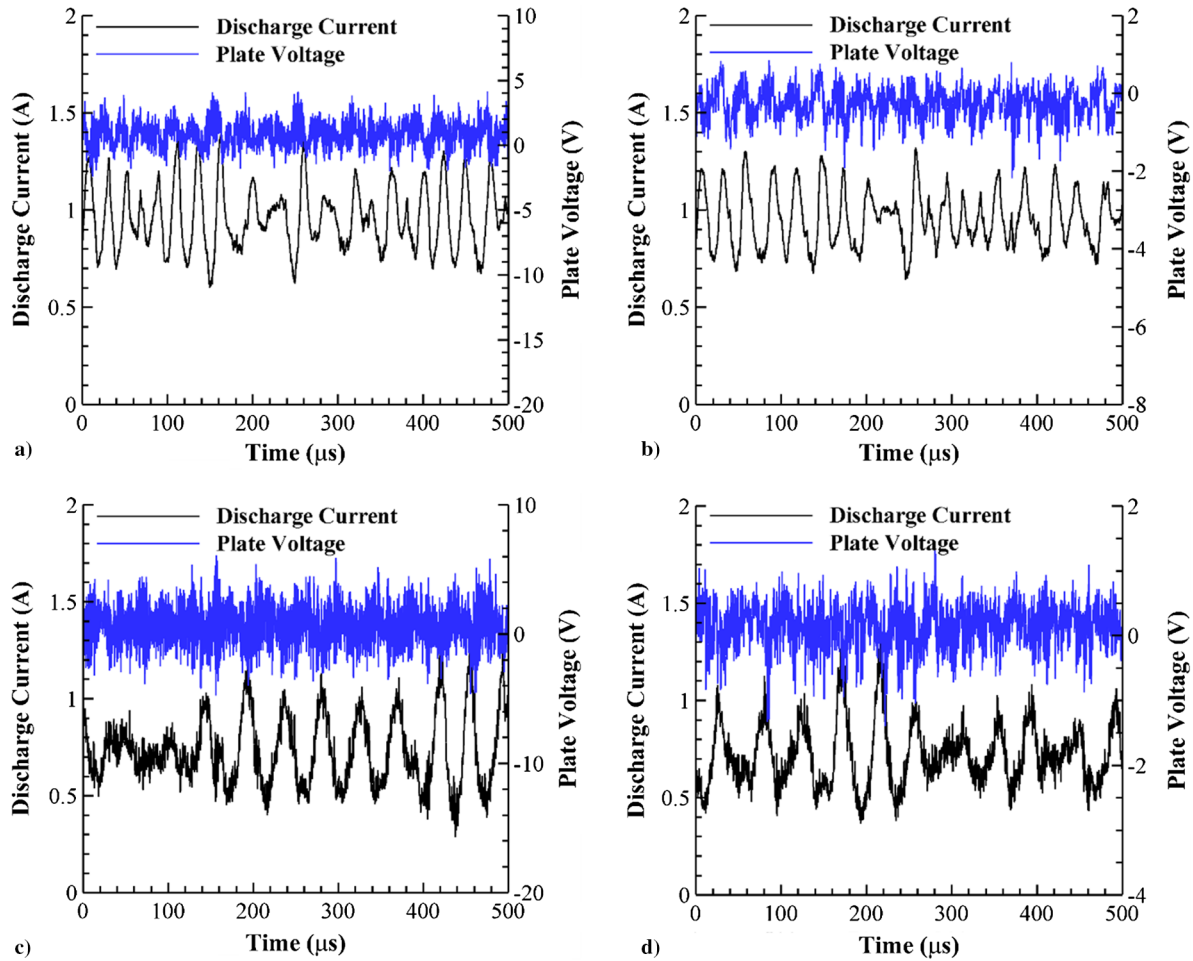 2
10
Discharge Current
Plate Voltage
5
1.5
0
1
-5
-10
0.5
-15
0
-20
0
100
200
300
400
500
Discharge Current (A)
Plate Voltage (V)
Time (μs)
a)
2
2
Discharge Current
Plate Voltage
0
1.5
-2
1
-4
0.5
-6
0
-8
0
100
200
300
400
500
Discharge Current (A)
Plate Voltage (V)
Time (μs)
b)
2
10
Discharge Current
Plate Voltage
1.5
0
1
-10
0.5
0
-20
0
100
200
300
400
500
Discharge Current (A)
Plate Voltage (V)
Time (μs)
c)
2
2
Discharge Current
Plate Voltage
1.5
0
1
-2
0.5
0
-4
0
100
200
300
400
500
Discharge Current (A)
Plate Voltage (V)
Time (μs)
d)